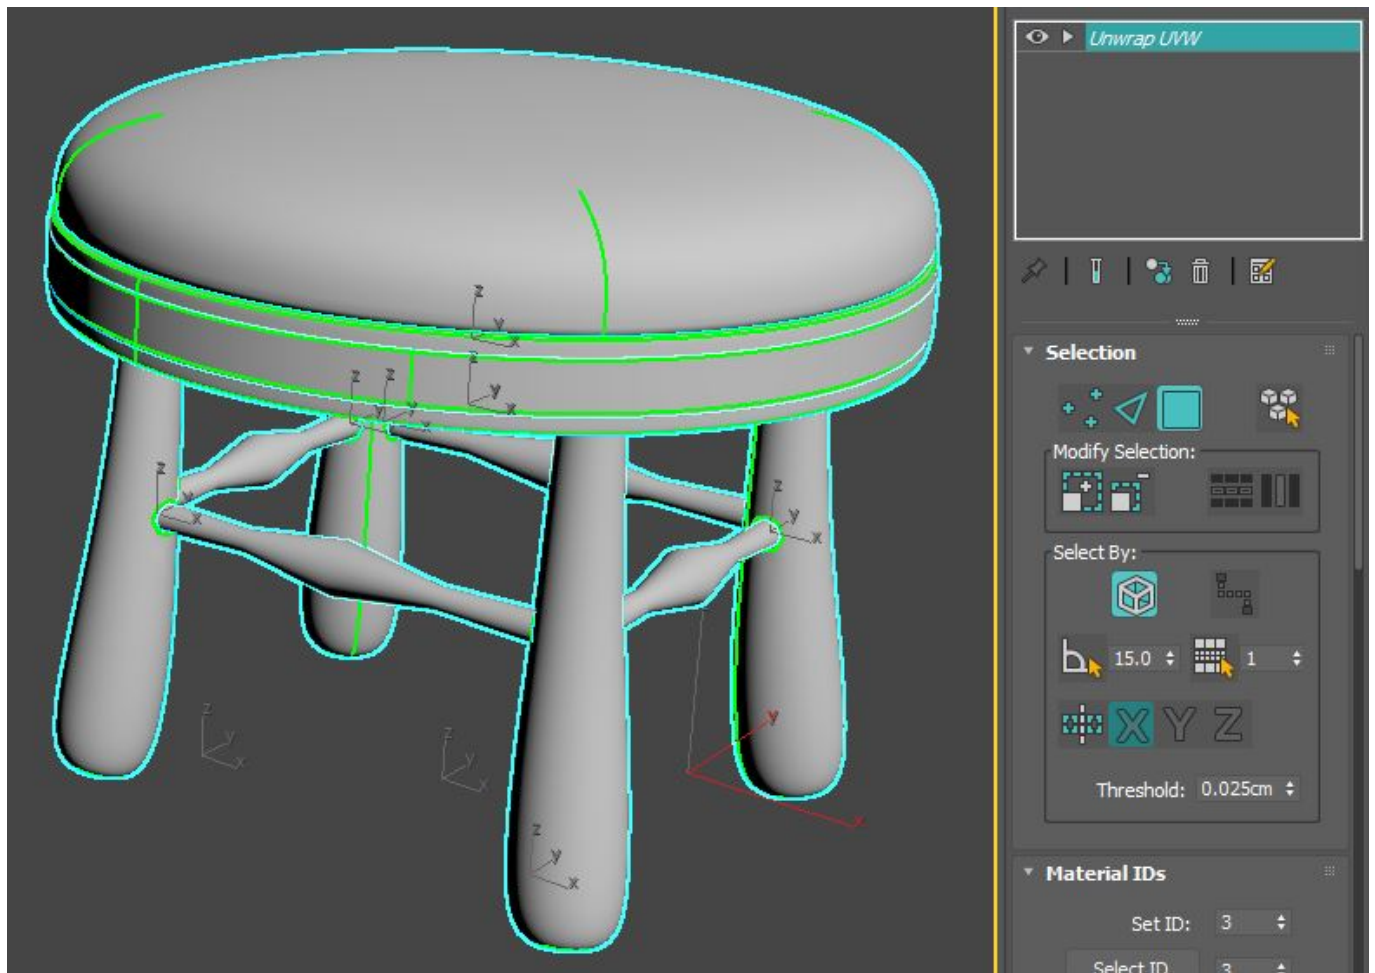 Unwrap UVW
Selection
Modify Selection:
Select By:
15.0
1
X Y Z
Threshold: 0.025cm
Material IDs
Set ID: 3
Select ID 3
z
y
x
z
y
x
z
y
z
y
x
z
y
x
z
y
x
z
y
x
z
y
x
y
x
z
y
x